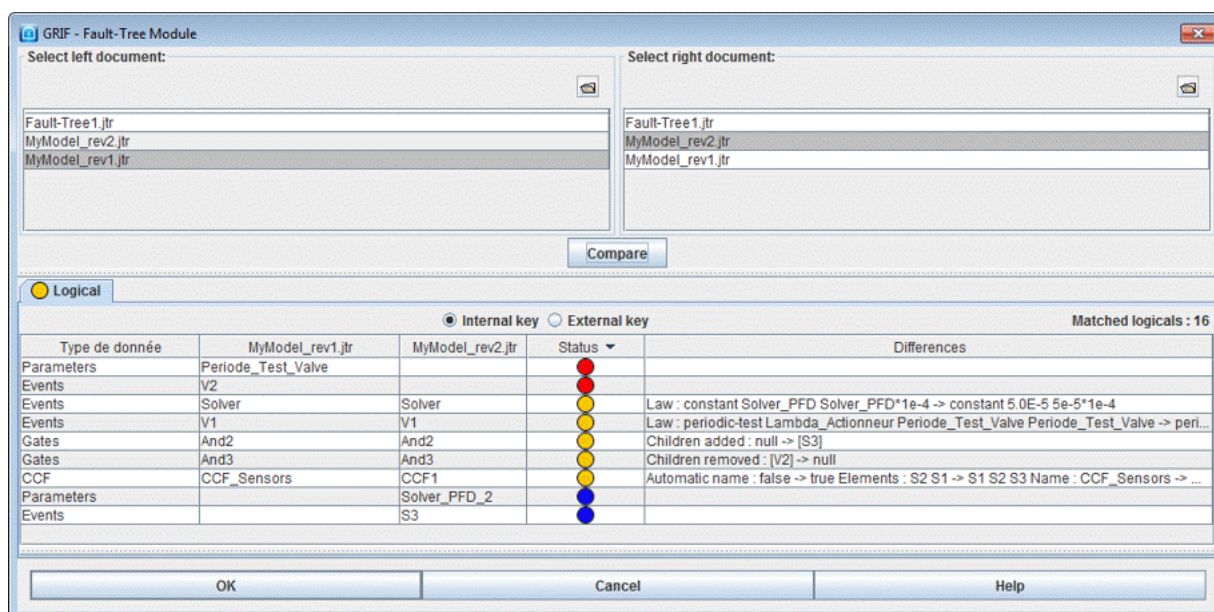 GRIF - Fault-Tree Module
Select left document: Select right document:
Fault-Tree1.jtr Fault-Tree1.jtr
MyModel_rev2.jtr MyModel_rev2.jtr
MyModel_rev1.jtr MyModel_rev1.jtr
Compare
Logical
Internal key External key Matched logicals : 16
Type de donnée MyModel_rev1.jtr MyModel_rev2.jtr Status Differences
Parameters Periode_Test_Valve
Events V2
Events Solver Solver Law : constant Solver_PFD Solver_PFD*1e-4 -> constant 5.0E-5 5e-5*1e-4
Events V1 V1 Law : periodic-test Lambda_Actionneur Periode_Test_Valve Periode_Test_Valve -> peri...
Gates And2 And2 Children added : null -> [S3]
Gates And3 And3 Children removed : [V2] -> null
CCF CCF_Sensors CCF1 Automatic name : false -> true Elements : S2 S1 -> S1 S2 S3 Name : CCF_Sensors -> ...
Parameters Solver_PFD_2
Events S3
OK Cancel Help